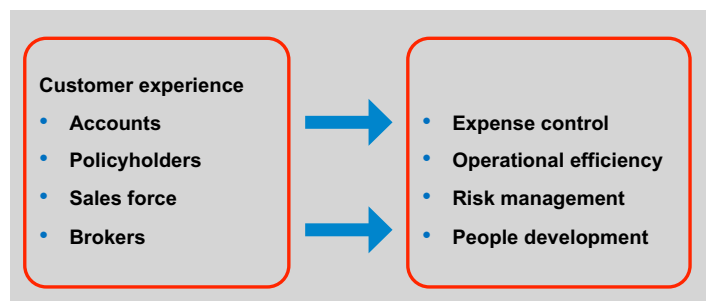 Customer experience
• Accounts
• Policyholders
• Sales force
• Brokers
• Expense control
• Operational efficiency
• Risk management
• People development